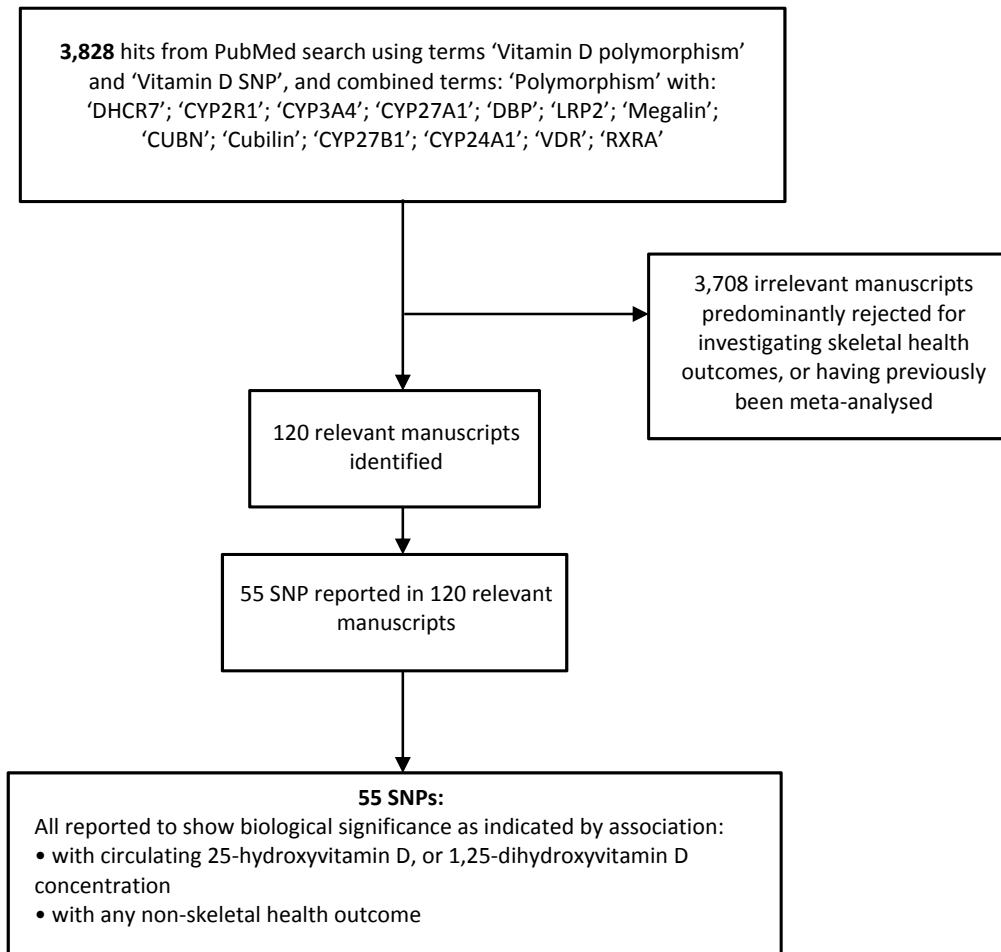 3,828 hits from PubMed search using terms ‘Vitamin D polymorphism’
and ‘Vitamin D SNP’, and combined terms: ‘Polymorphism’ with:
‘DHCR7’; ‘CYP2R1’; ‘CYP3A4’; ‘CYP27A1’; ‘DBP’; ‘LRP2’; ‘Megalin’;
‘CUBN’; ‘Cubilin’; ‘CYP27B1’; ‘CYP24A1’; ‘VDR’; ‘RXRA’
3,708 irrelevant manuscripts
predominantly rejected for
investigating skeletal health
outcomes, or having previously
been meta-analysed
120 relevant manuscripts
identified
55 SNP reported in 120 relevant
manuscripts
55 SNPs:
All reported to show biological significance as indicated by association:
• with circulating 25-hydroxyvitamin D, or 1,25-dihydroxyvitamin D
concentration
• with any non-skeletal health outcome